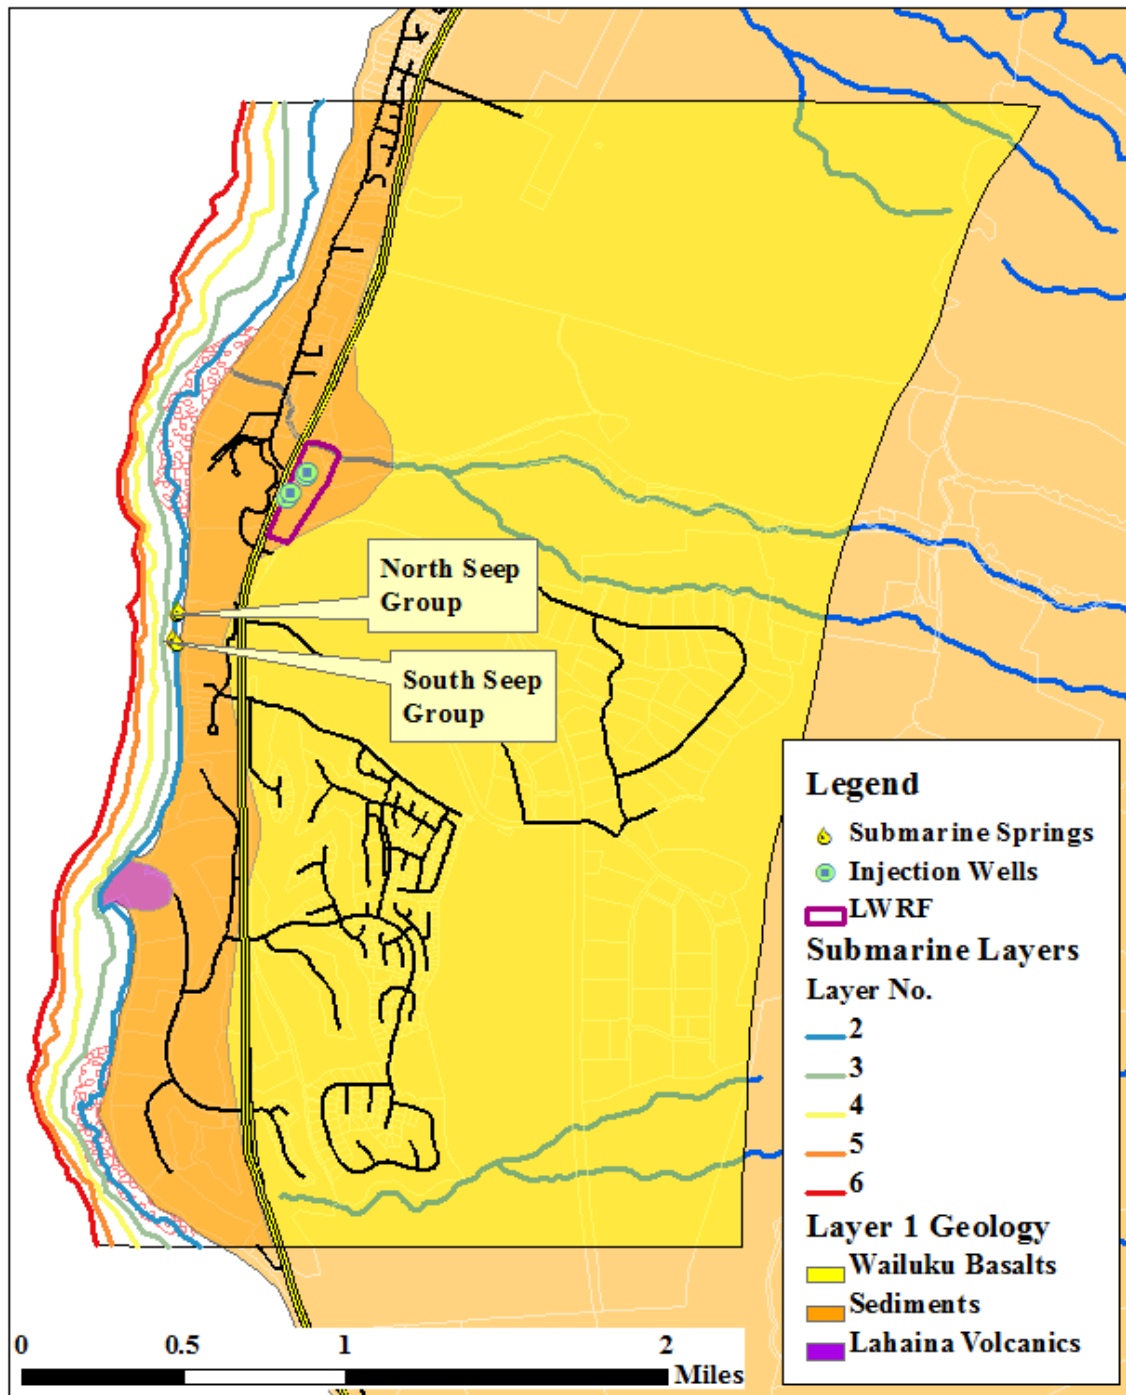 North Seep
Group
South Seep
Group
Legend
Submarine Springs
Injection Wells
LWRF
Submarine Layers
Layer No.
2
3
4
5
6
Layer 1 Geology
Wailuku Basalts
Sediments
Lahaina Volcanics
0 0.5 1 2
Miles